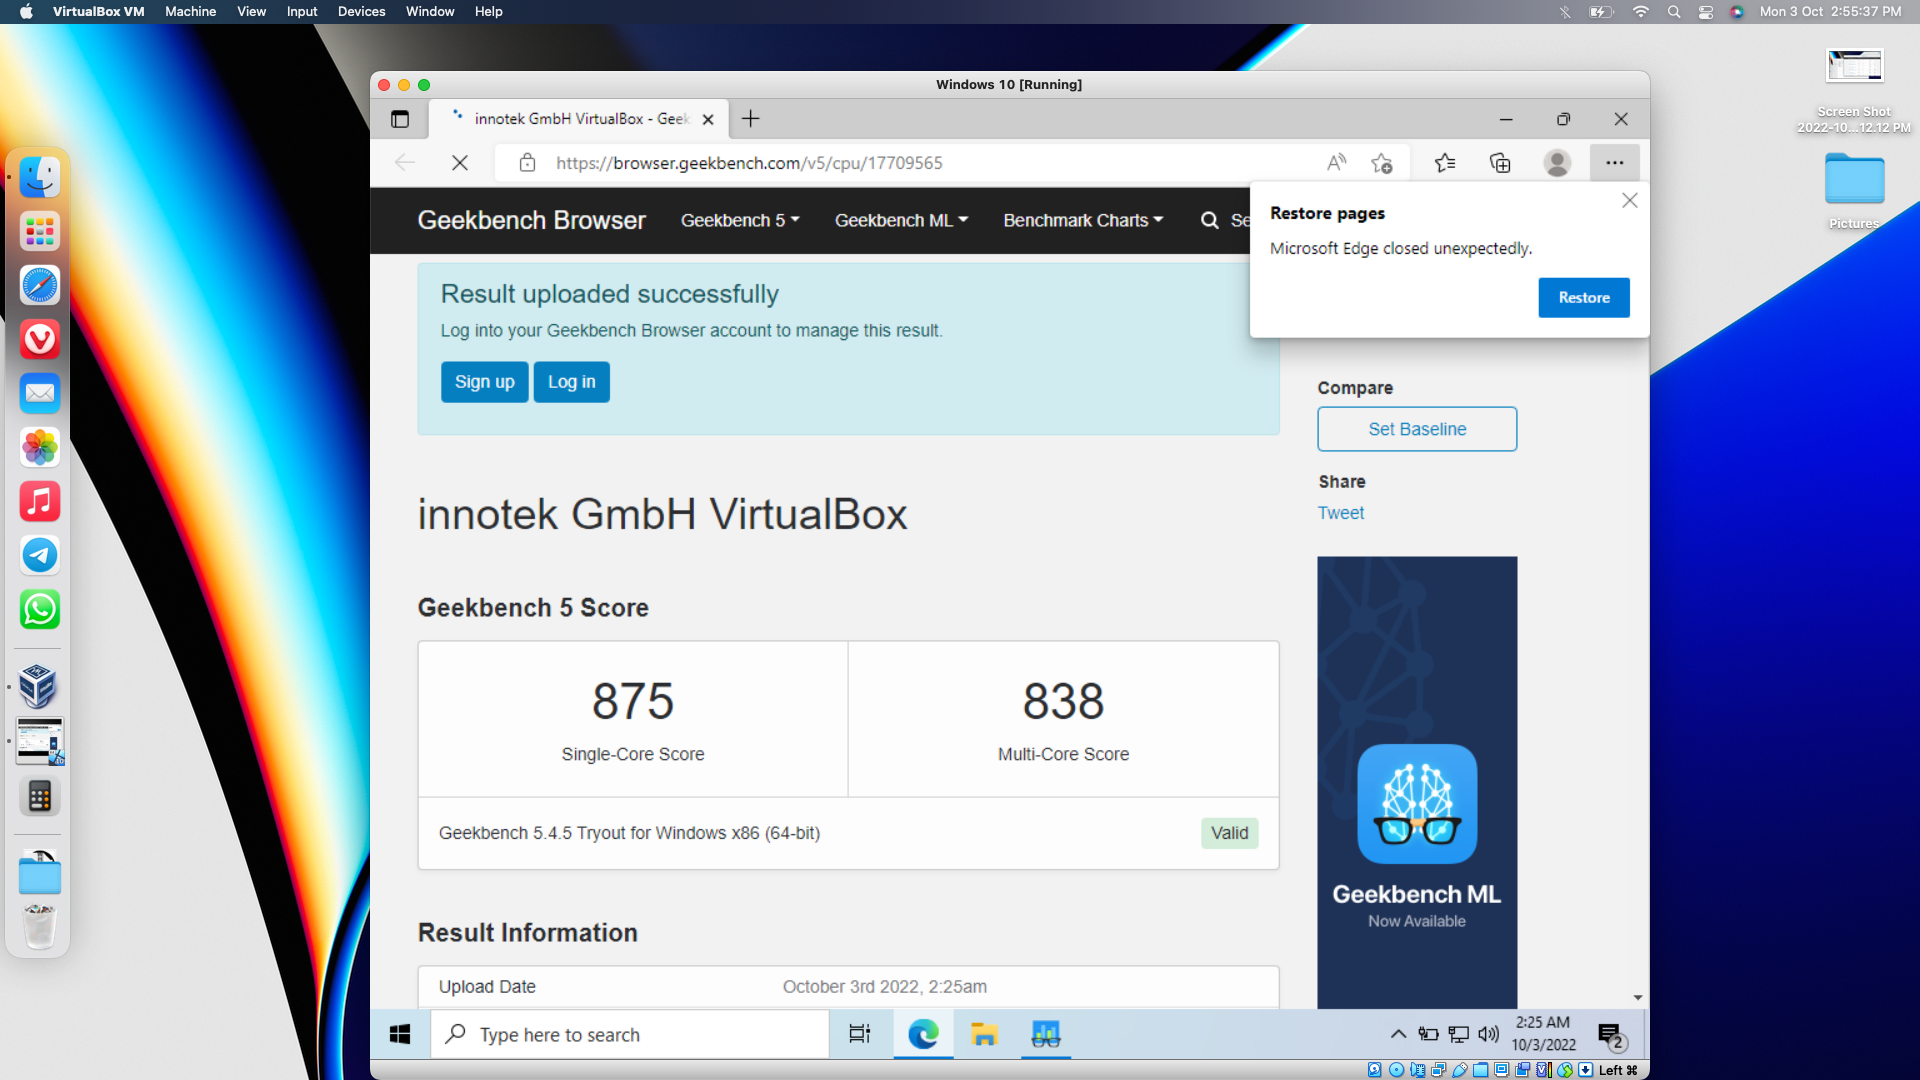 VirtualBox VM Machine View Input Devices Window Help
Mon 3 Oct 2:55:37 PM
Screen Shot
2022-10...12.12 PM
Pictures
Windows 10 [Running]
innotek GmbH VirtualBox - Geek
https://browser.geekbench.com/v5/cpu/17709565
Geekbench Browser Geekbench 5 Geekbench ML Benchmark Charts Se
Restore pages
Microsoft Edge closed unexpectedly.
Restore
Result uploaded successfully
Log into your Geekbench Browser account to manage this result.
Sign up Log in
Compare
Set Baseline
Share
Tweet
innotek GmbH VirtualBox
Geekbench 5 Score
875 838
Single-Core Score Multi-Core Score
Geekbench 5.4.5 Tryout for Windows x86 (64-bit) Valid
Geekbench ML
Now Available
Result Information
Upload Date October 3rd 2022, 2:25am
Type here to search
2:25 AM
10/3/2022
2
Left ⌘